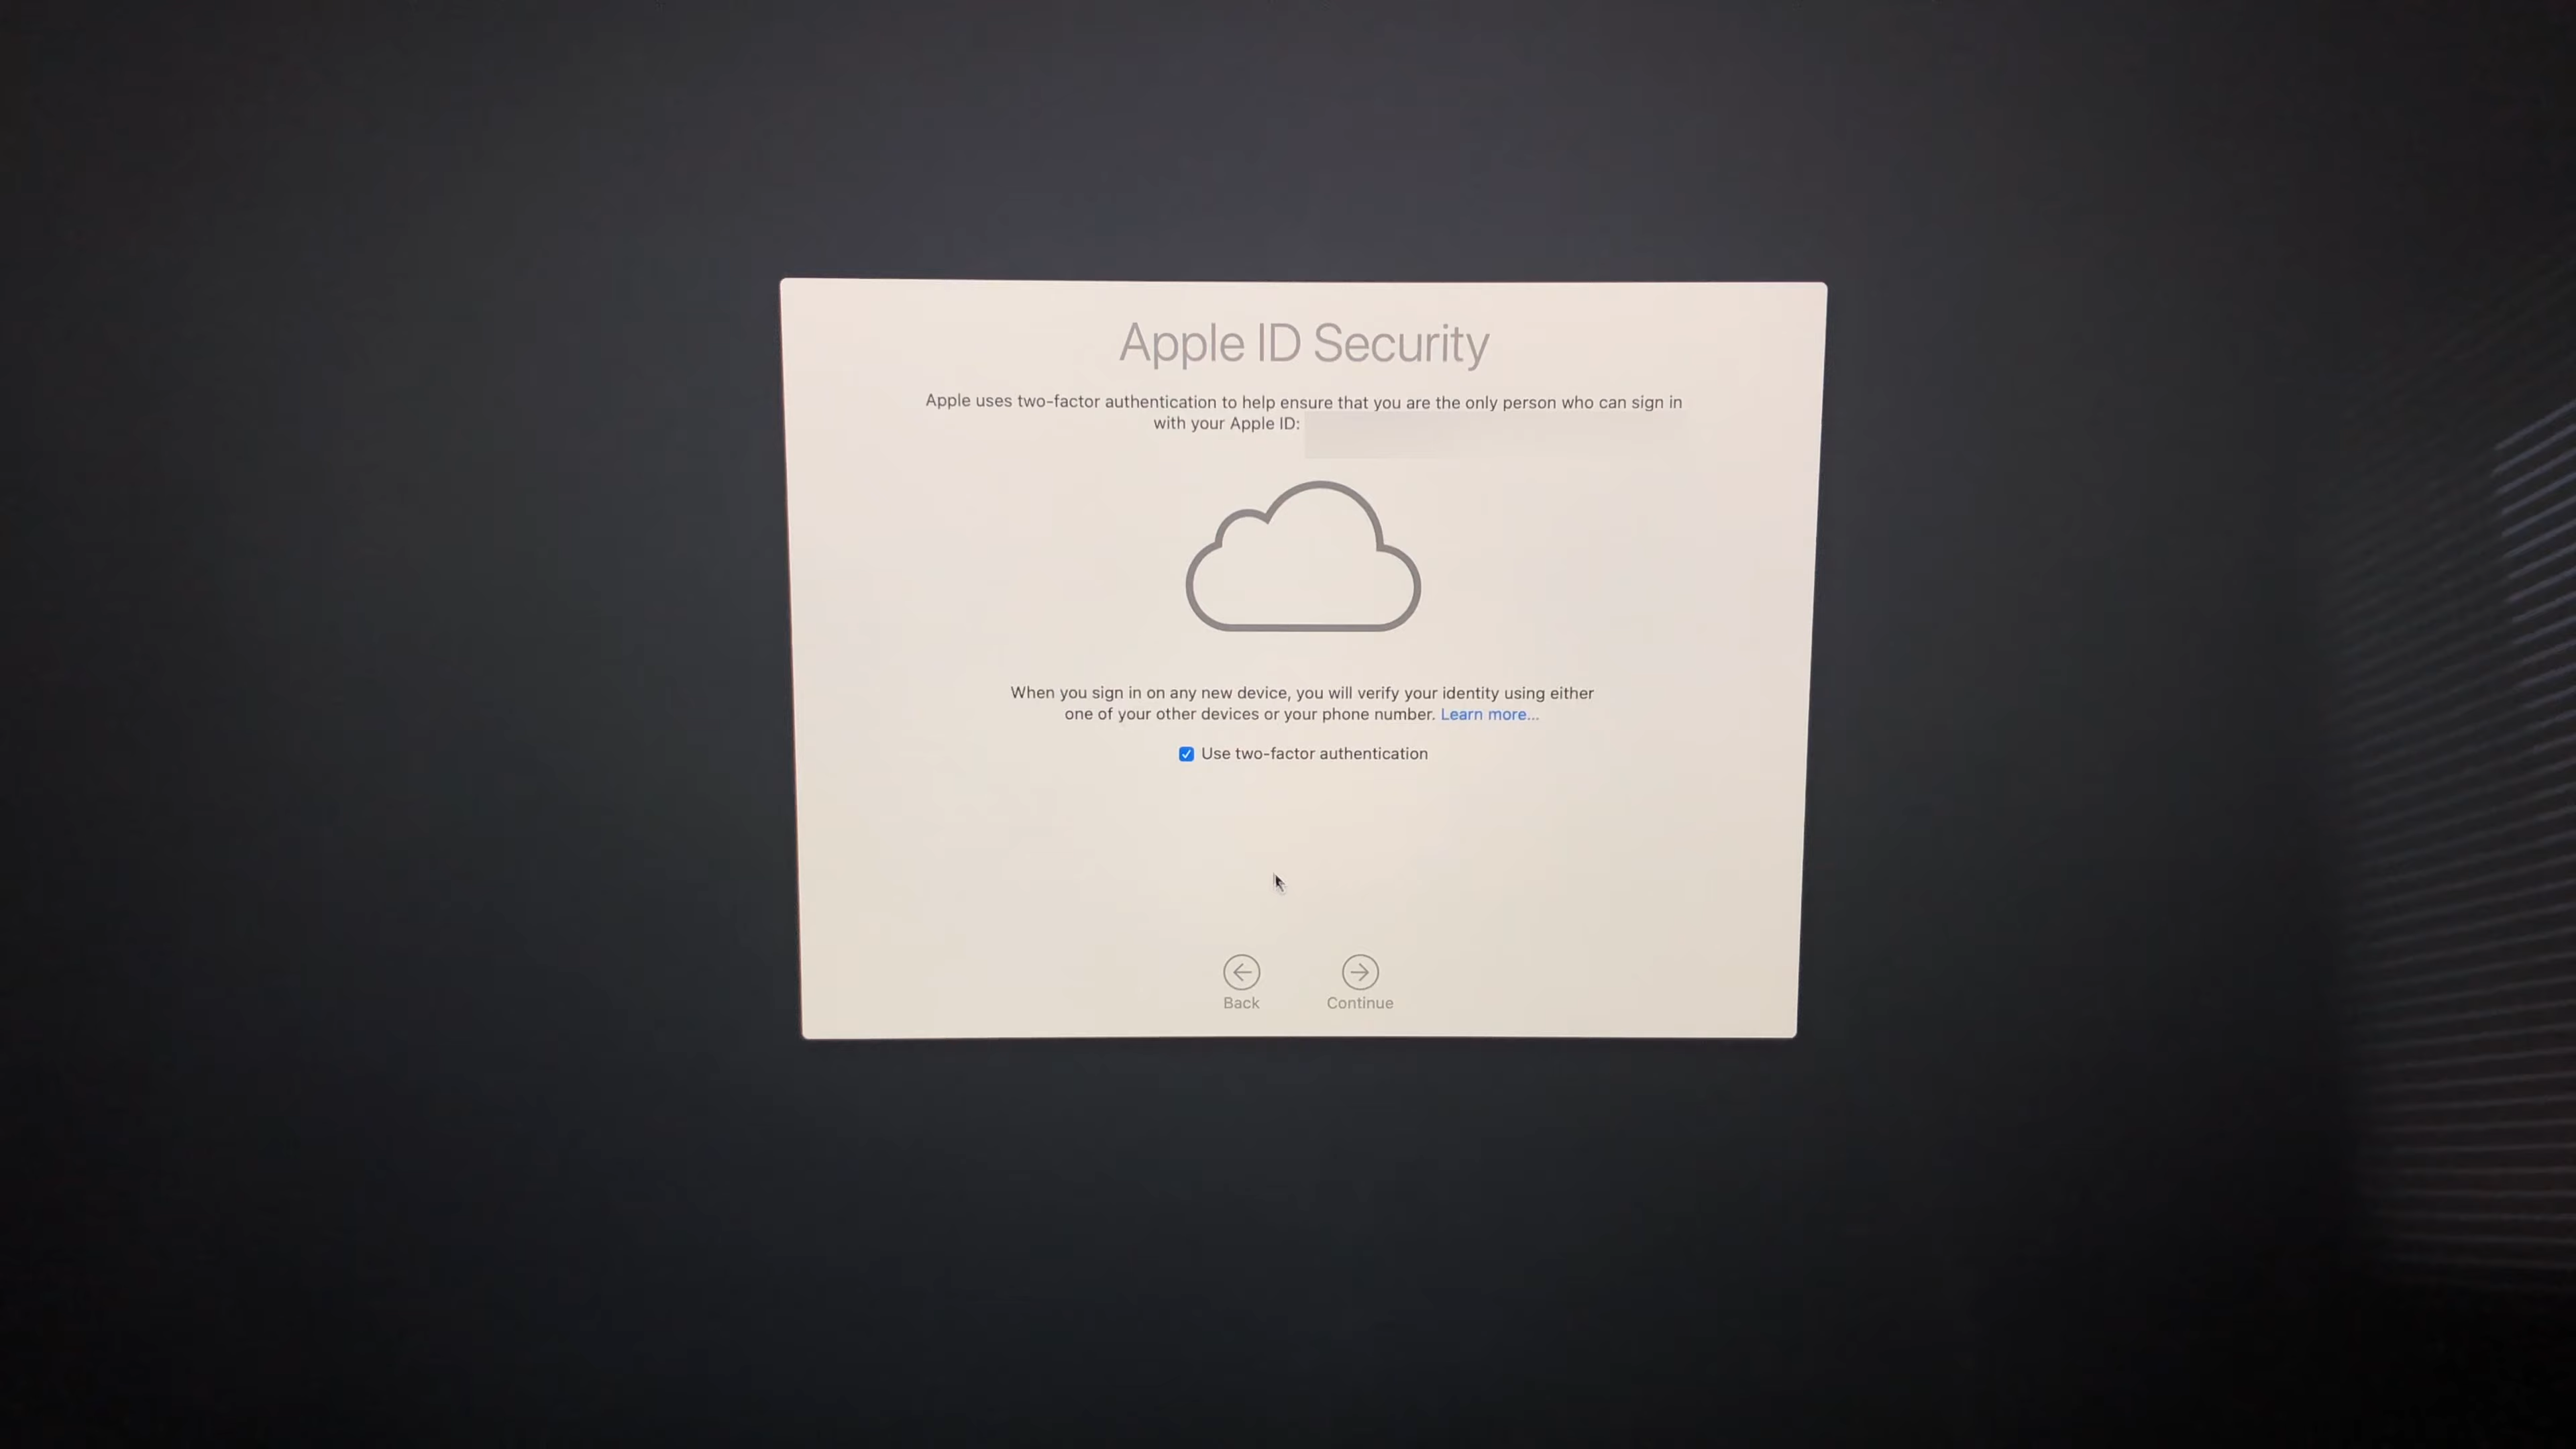 Apple ID Security
Apple uses two-factor authentication to help ensure that you are the only person who can sign in
with your Apple ID:
When you sign in on any new device, you will verify your identity using either
one of your other devices or your phone number. Learn more...
Use two-factor authentication
Back
Continue